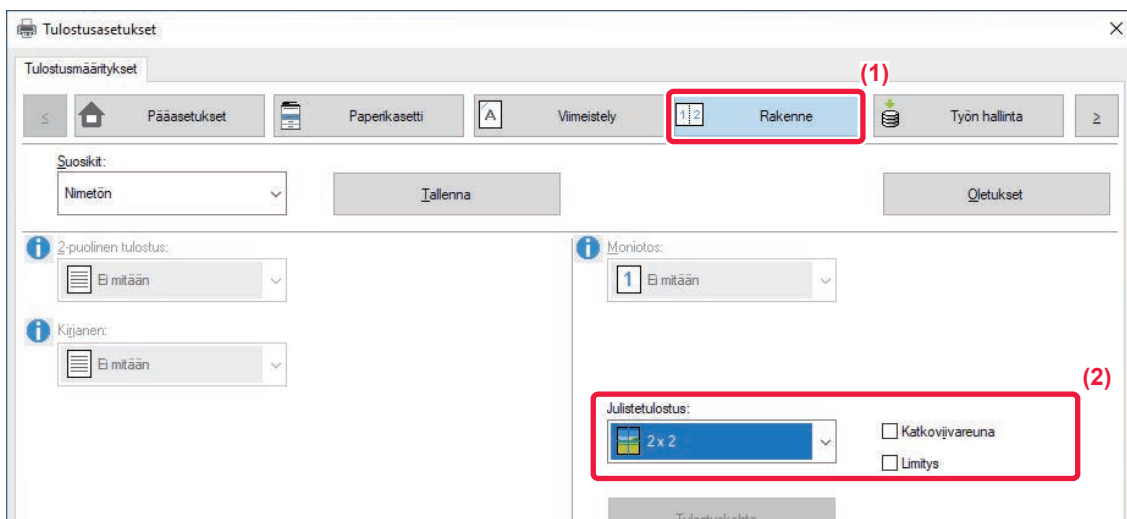 Tulostusasetukset
Tulostusmääritykset
(1)
< Pääasetukset Paperikasetti A Viimeistely 1 2 Rakenne Työn hallinta >
Suosikit:
Nimetön Tallenna Oletukset
2-puolinen tulostus: Moniotos:
Ei mitään 1 Ei mitään
Kirjanen:
Ei mitään
(2)
Julistetulostus:
2 x 2 Katkoviivareuna
Limitys
Tulostuskohta